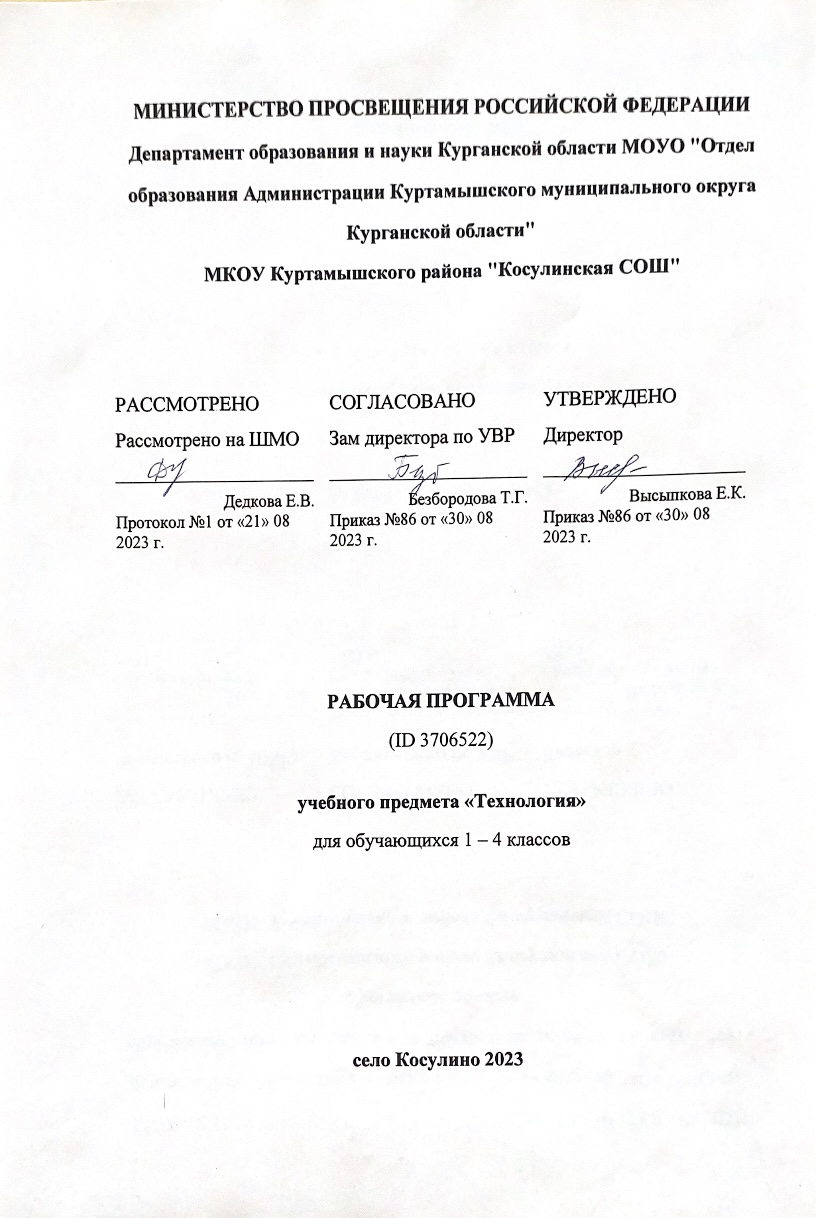 МИНИСТЕРСТВО ПРОСВЕЩЕНИЯ РОССИЙСКОЙ ФЕДЕРАЦИИ
Департамент образования и науки Курганской области МОУО "Отдел
образования Администрации Куртамышского муниципального округа
Курганской области"
МКОУ Куртамышского района "Косулинская СОШ"
РАССМОТРЕНО
Рассмотрено на ШМО
Дедкова Е.В.
Протокол №1 от «21» 08
2023 г.
СОГЛАСОВАНО
Зам директора по УВР
Безбородова Т.Г.
Приказ №86 от «30» 08
2023 г.
УТВЕРЖДЕНО
Директор
Высыпкова Е.К.
Приказ №86 от «30» 08
2023 г.
РАБОЧАЯ ПРОГРАММА
(ID 3706522)
учебного предмета «Технология»
для обучающихся 1 – 4 классов
село Косулино 2023